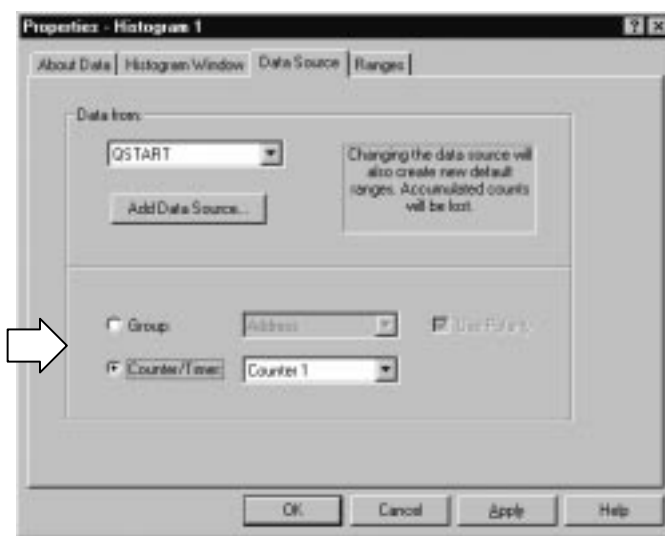 Properties - Histogram 1
About Data Histogram Window Data Source Ranges
Data from:
QSTART
Add Data Source...
Changing the data source will
also create new default
ranges. Accumulated counts
will be lost.
Group: Address Use Polarity
Counter/Timer: Counter 1
OK Cancel Apply Help